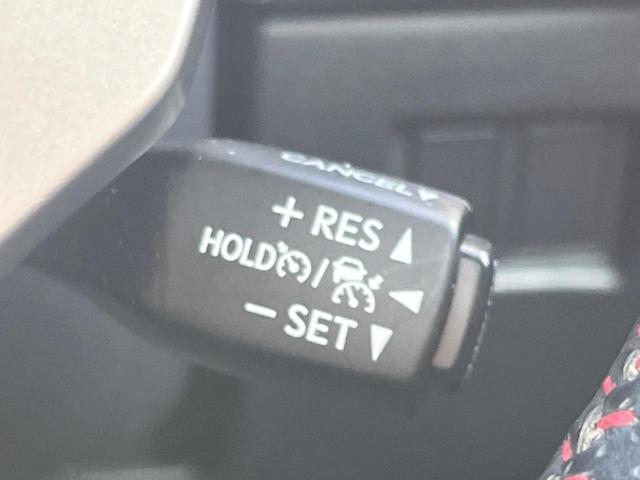 CANCEL
+ RES
HOLD /
− SET